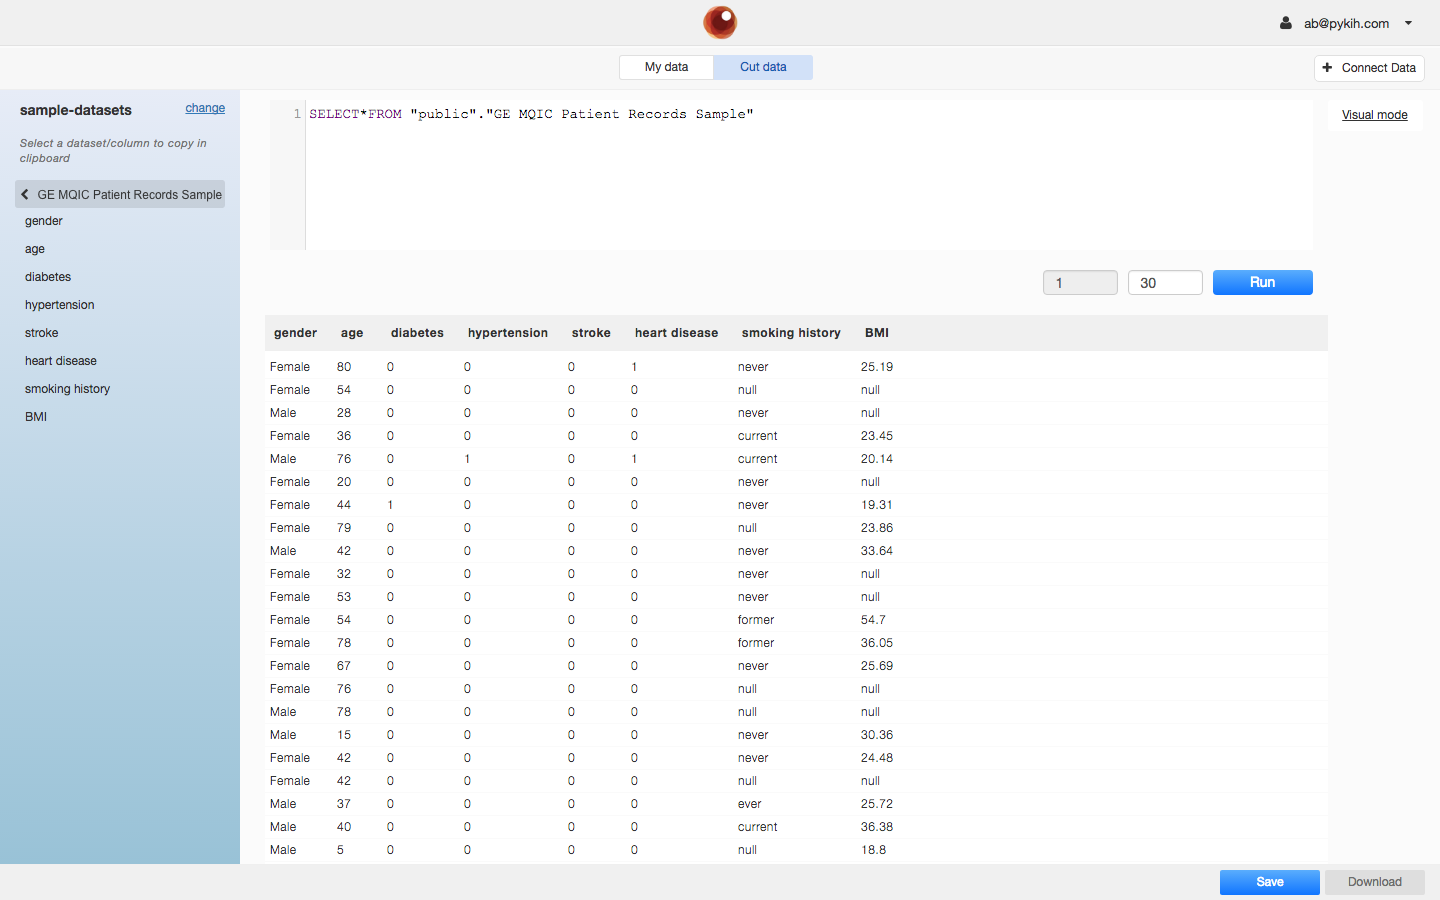 ab@pykih.com
My data Cut data
Connect Data
sample-datasets change
Select a dataset/column to copy in
clipboard
GE MQIC Patient Records Sample
gender
age
diabetes
hypertension
stroke
heart disease
smoking history
BMI
1 SELECT*FROM "public"."GE MQIC Patient Records Sample"
Visual mode
1 30 Run
gender age diabetes hypertension stroke heart disease smoking history BMI
Female 80 0 0 0 1 never 25.19
Female 54 0 0 0 0 null null
Male 28 0 0 0 0 never null
Female 36 0 0 0 0 current 23.45
Male 76 0 1 0 1 current 20.14
Female 20 0 0 0 0 never null
Female 44 1 0 0 0 never 19.31
Female 79 0 0 0 0 null 23.86
Male 42 0 0 0 0 never 33.64
Female 32 0 0 0 0 never null
Female 53 0 0 0 0 never null
Female 54 0 0 0 0 former 54.7
Female 78 0 0 0 0 former 36.05
Female 67 0 0 0 0 never 25.69
Female 76 0 0 0 0 null null
Male 78 0 0 0 0 null null
Male 15 0 0 0 0 never 30.36
Female 42 0 0 0 0 never 24.48
Female 42 0 0 0 0 null null
Male 37 0 0 0 0 ever 25.72
Male 40 0 0 0 0 current 36.38
Male 5 0 0 0 0 null 18.8
Save Download